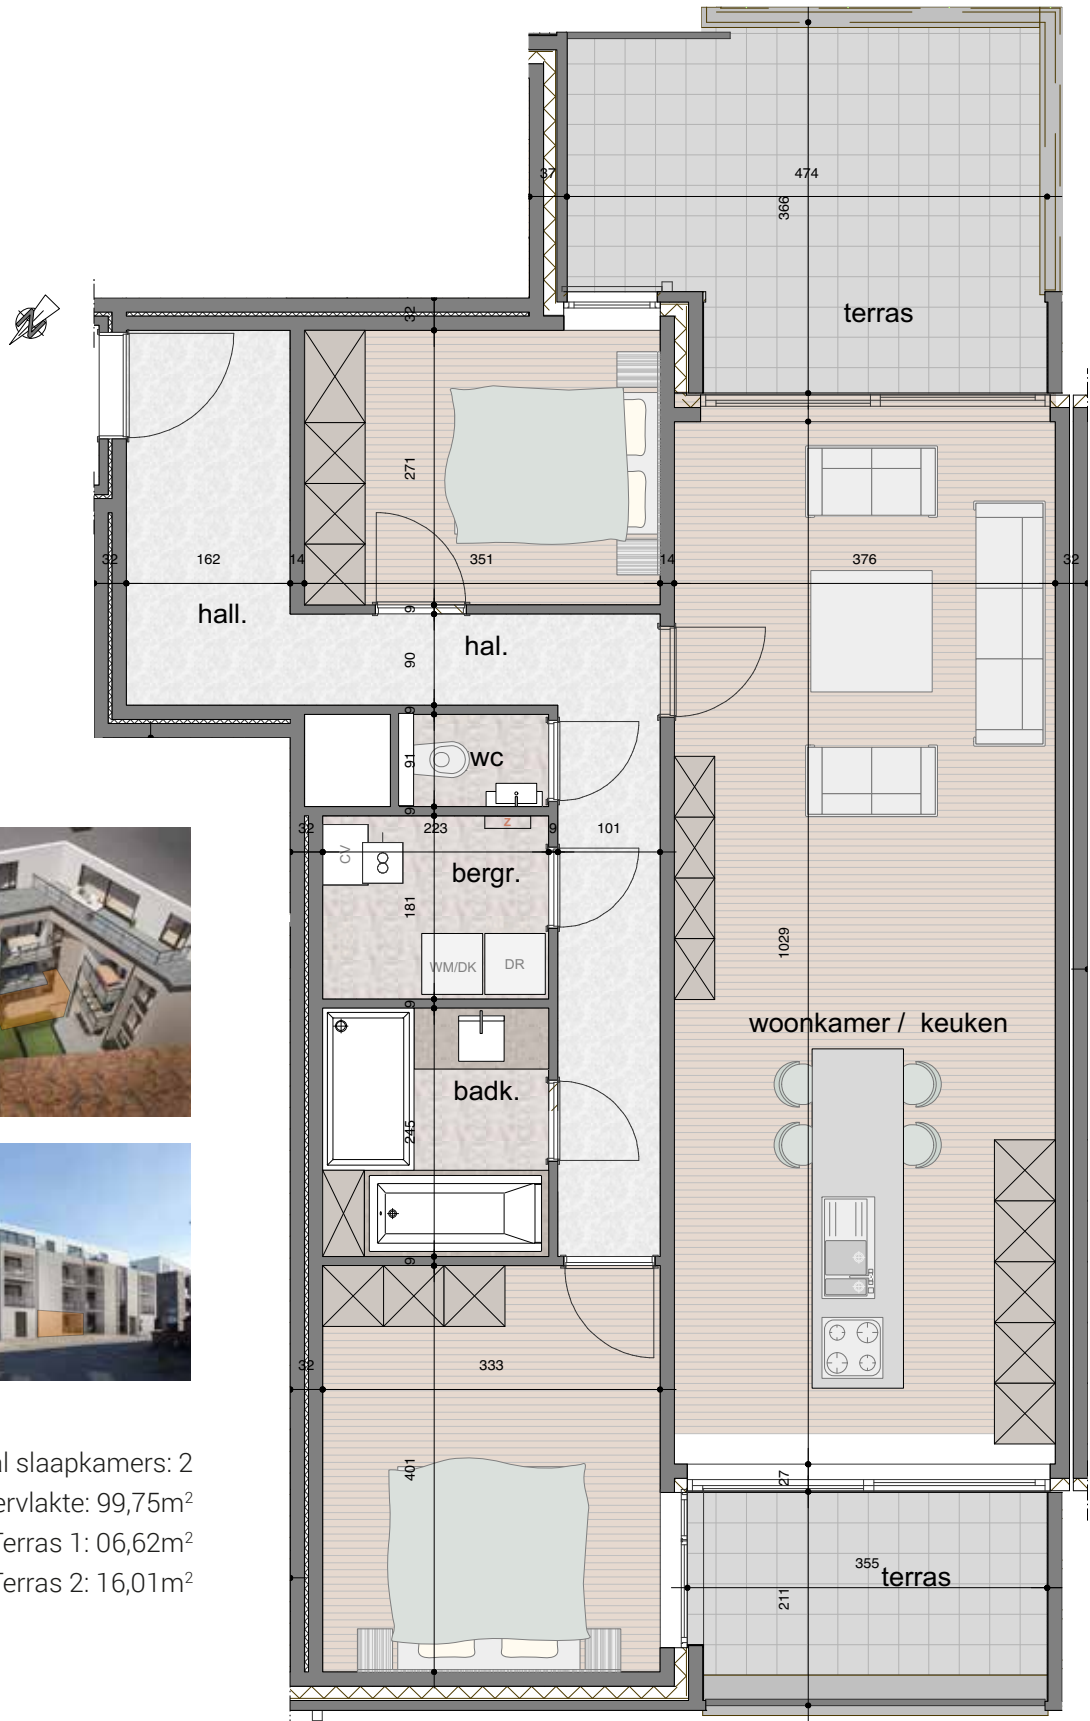 37
474
366
terras
32
271
32
162
14
351
14
376
32
hall.
9
hal.
90
9
wc
91
9
32
223
z
9
101
CV
bergr.
181
WM/DK
DR
1029
9
woonkamer / keuken
badk.
245
9
32
333
401
27
355
terras
211
slaapkamers: 2
99,75m²
Terras 1: 06,62m²
Terras 2: 16,01m²